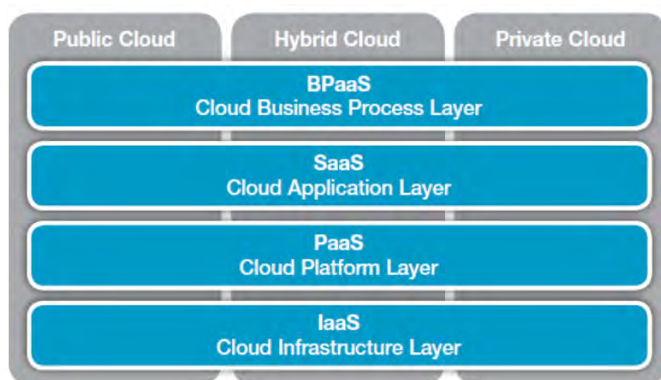 Public Cloud
Hybrid Cloud
Private Cloud
BPaaS
Cloud Business Process Layer
SaaS
Cloud Application Layer
PaaS
Cloud Platform Layer
IaaS
Cloud Infrastructure Layer